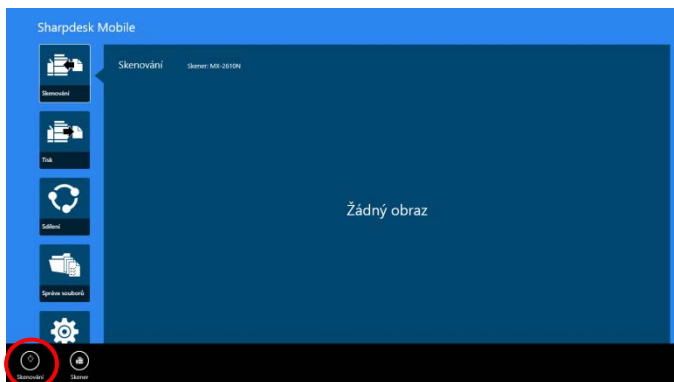 Sharpdesk Mobile
Skenování
Skenování Skener: MX-2610N
Tisk
Sdílení
Žádný obraz
Správa souborů
Skenování Skener